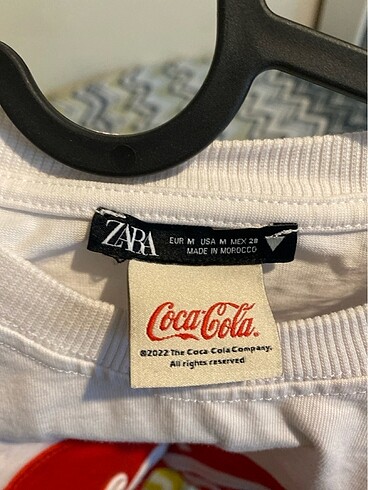 ZARA
EUR M USA M MEX 28
MADE IN MOROCCO
Coca-Cola
©2022 The Coca-Cola Company.
All rights reserved